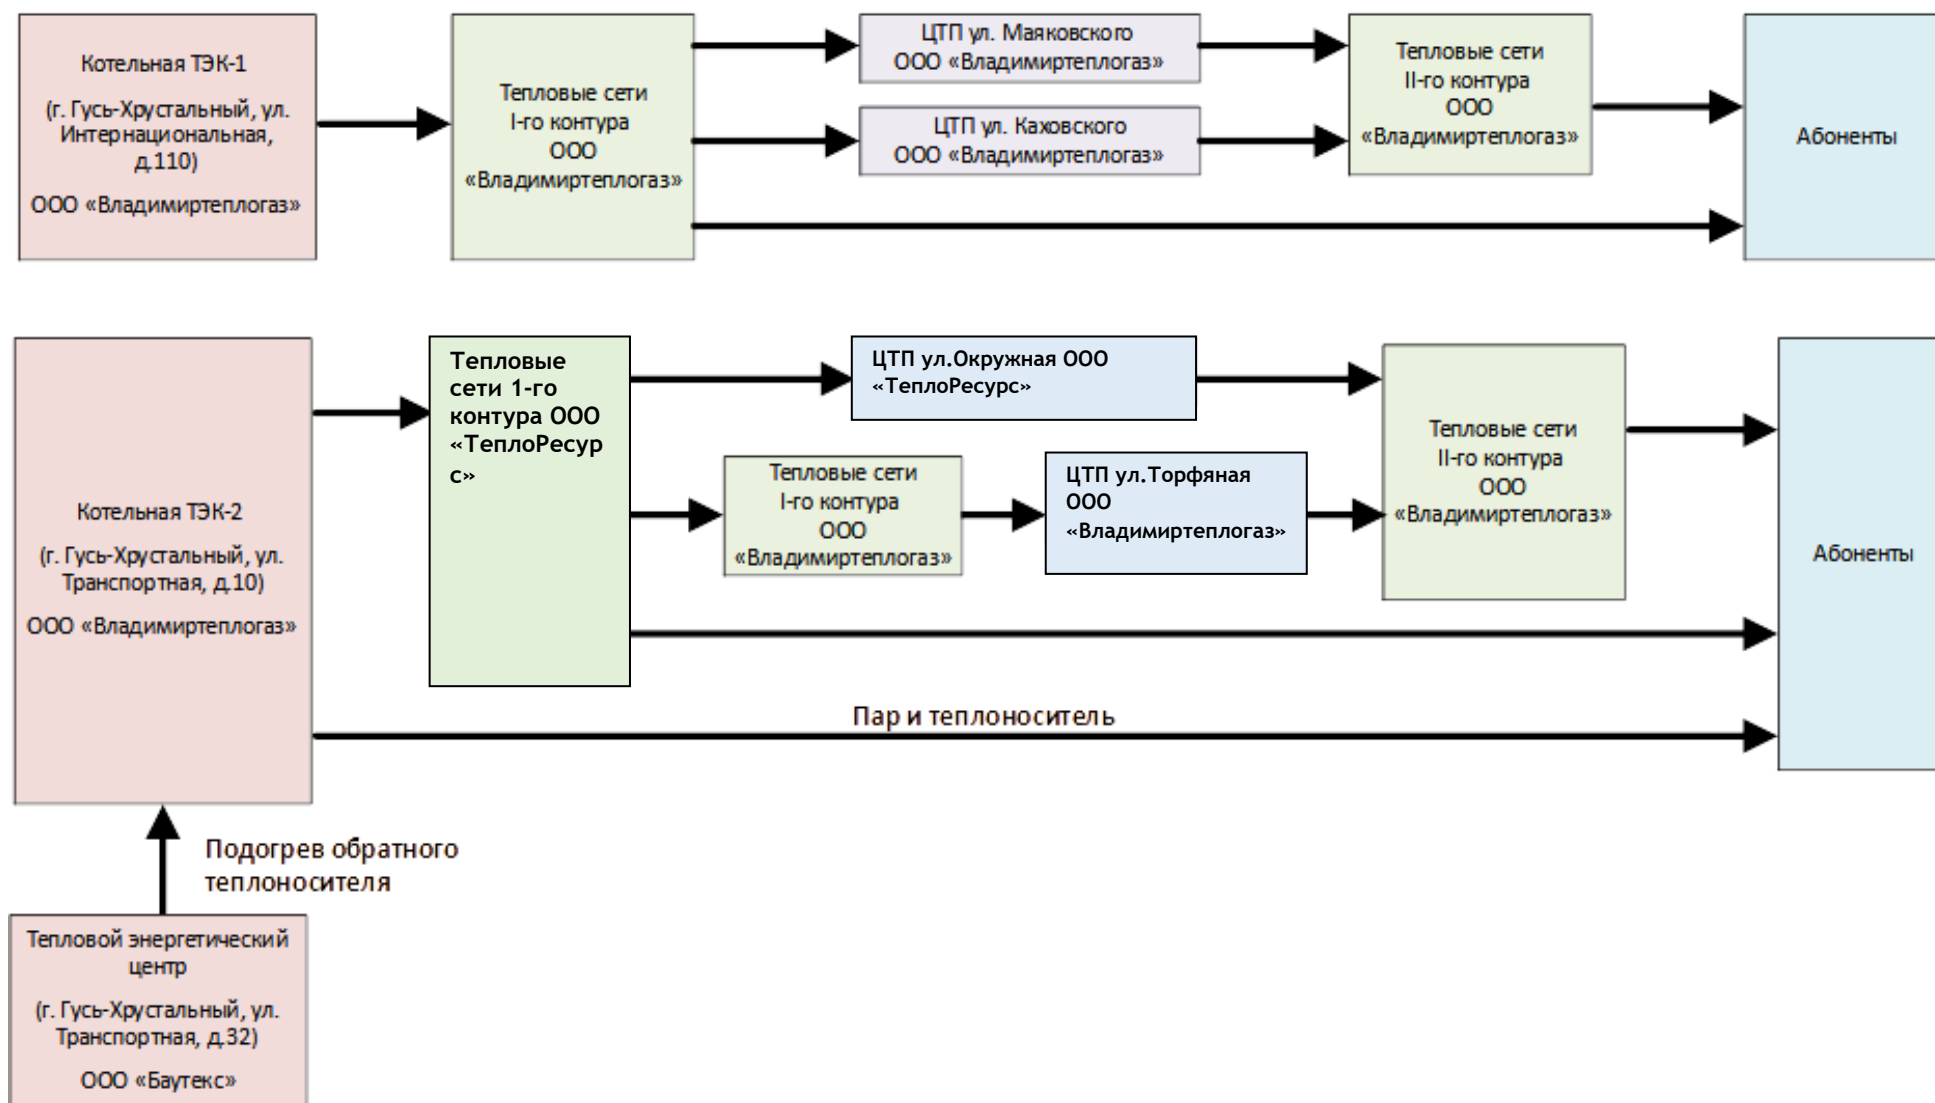 Котельная ТЭК-1
(г. Гусь-Хрустальный, ул.
Интернациональная,
д.110)
ООО «Владимиртеплогаз»
Тепловые сети
I-го контура
ООО
«Владимиртеплогаз»
ЦТП ул. Маяковского
ООО «Владимиртеплогаз»
ЦТП ул. Каховского
ООО «Владимиртеплогаз»
Тепловые сети
II-го контура
ООО
«Владимиртеплогаз»
Абоненты
Котельная ТЭК-2
(г. Гусь-Хрустальный, ул.
Транспортная, д.10)
ООО «Владимиртеплогаз»
Тепловые
сети 1-го
контура ООО
«ТеплоРесур
с»
ЦТП ул.Окружная ООО
«ТеплоРесурс»
Тепловые сети
I-го контура
ООО
«Владимиртеплогаз»
ЦТП ул.Торфяная
ООО
«Владимиртеплогаз»
Тепловые сети
II-го контура
ООО
«Владимиртеплогаз»
Абоненты
Пар и теплоноситель
Подогрев обратного
теплоносителя
Тепловой энергетический
центр
(г. Гусь-Хрустальный, ул.
Транспортная, д.32)
ООО «Баутекс»